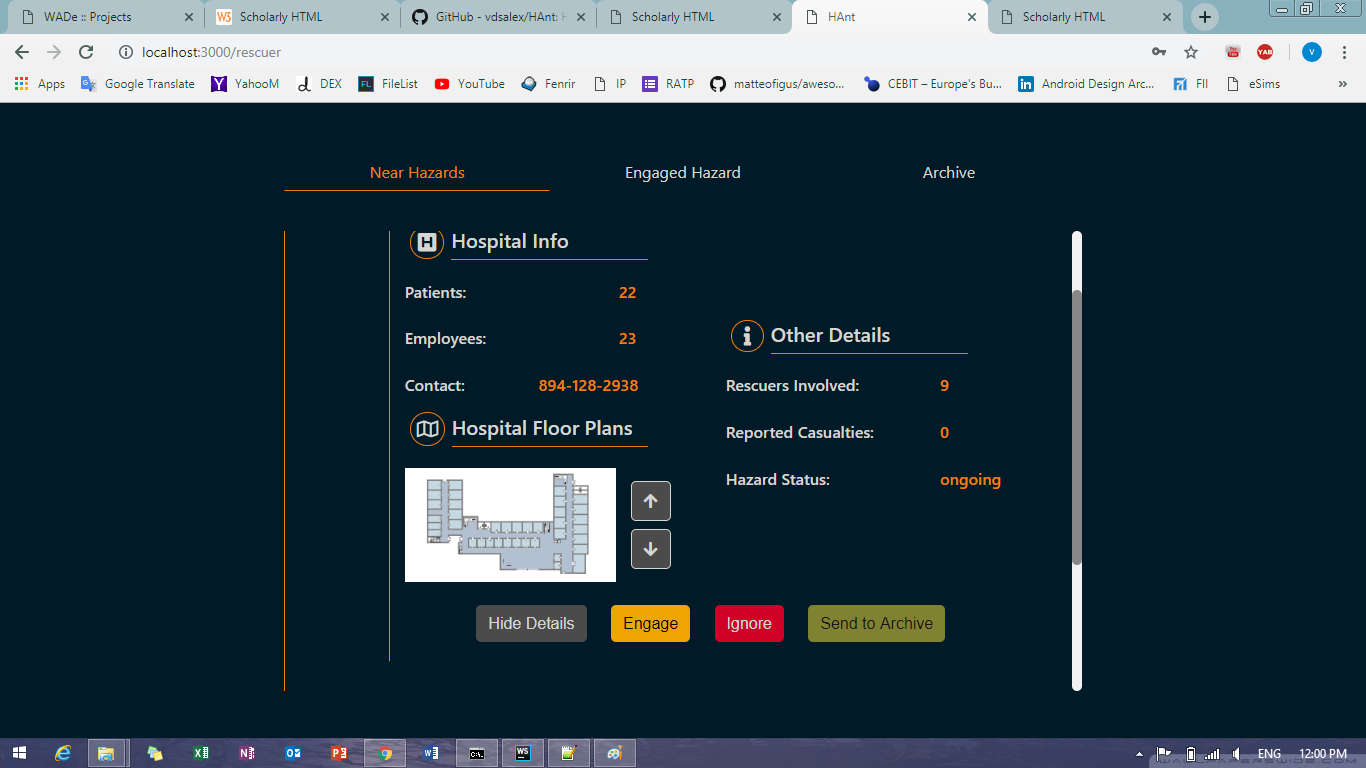 WADe :: Projects
Scholarly HTML
GitHub - vdsalex/HAnt: H
Scholarly HTML
HAnt
Scholarly HTML
localhost:3000/rescuer
YAB
V
Apps
Google Translate
YahooM
DEX
FileList
YouTube
Fenrir
IP
RATP
matteofigus/aweso...
CEBIT – Europe's Bu...
Android Design Arc...
FII
eSims
Near Hazards
Engaged Hazard
Archive
Hospital Info
Patients: 22
Employees: 23
Contact: 894-128-2938
Hospital Floor Plans
Other Details
Rescuers Involved: 9
Reported Casualties: 0
Hazard Status: ongoing
Hide Details
Engage
Ignore
Send to Archive
ENG
12:00 PM